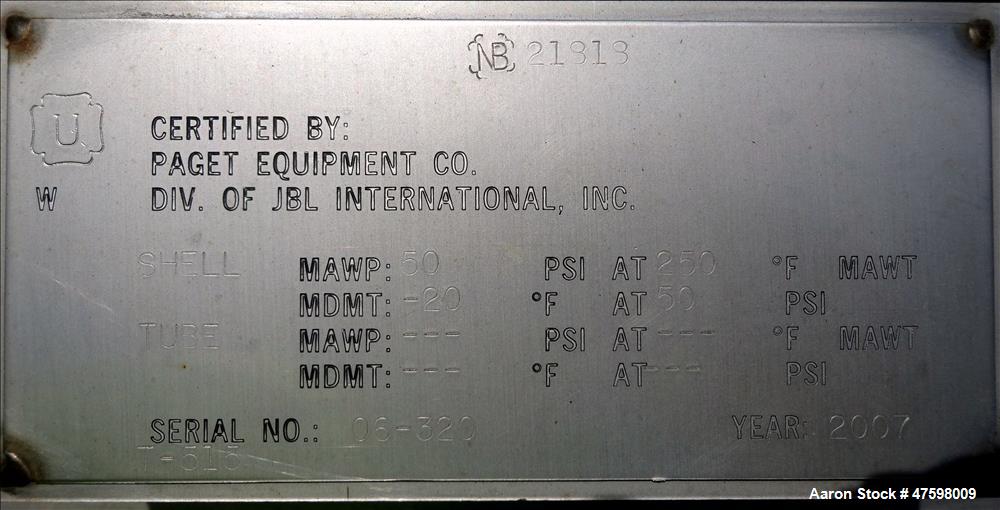 NB 21818
U
CERTIFIED BY:
PAGET EQUIPMENT CO.
W DIV. OF JBL INTERNATIONAL, INC.
SHELL MAWP: 50 PSI AT 250 °F MAWT
MDMT: -20 °F AT 50 PSI
TUBE MAWP: --- PSI AT --- °F MAWT
MDMT: --- °F AT --- PSI
SERIAL NO.: 06-320 YEAR: 2007
T-515
Aaron Stock # 47598009